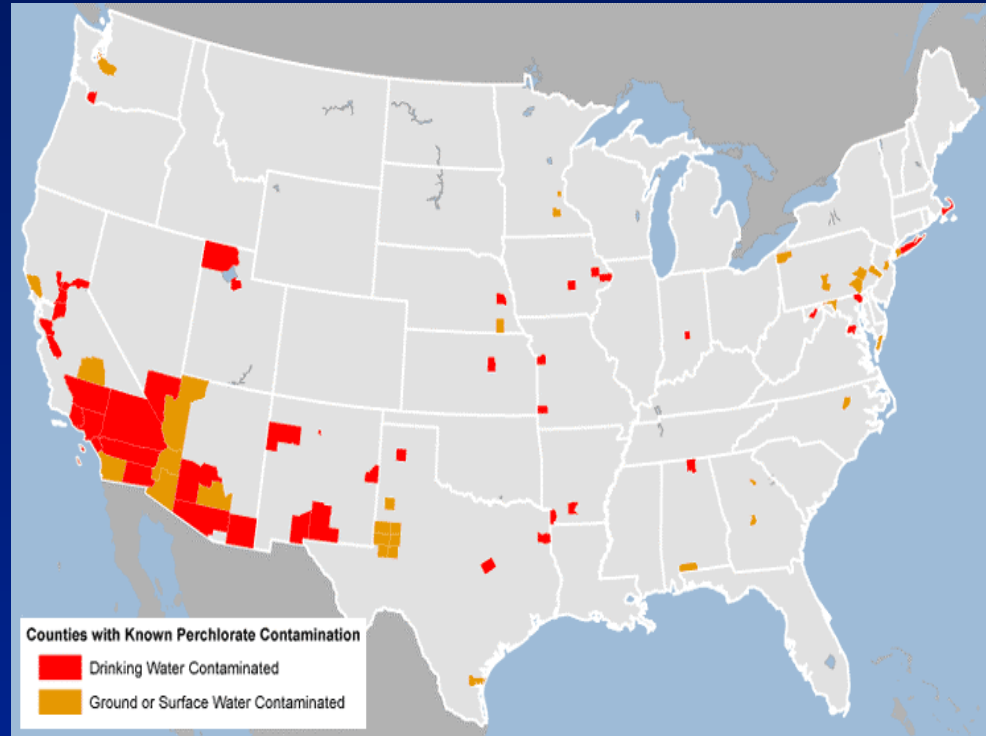 Counties with Known Perchlorate Contamination
Drinking Water Contaminated
Ground or Surface Water Contaminated